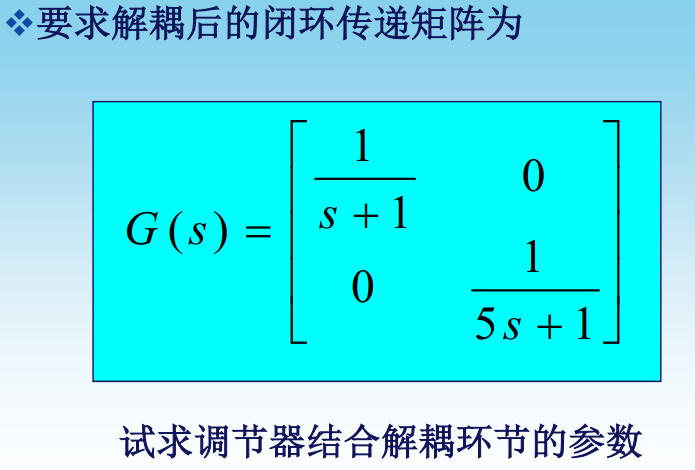 ❖要求解耦后的闭环传递矩阵为
G(s) = [ 1/(s+1)  0
0  1/(5s+1) ]
试求调节器结合解耦环节的参数